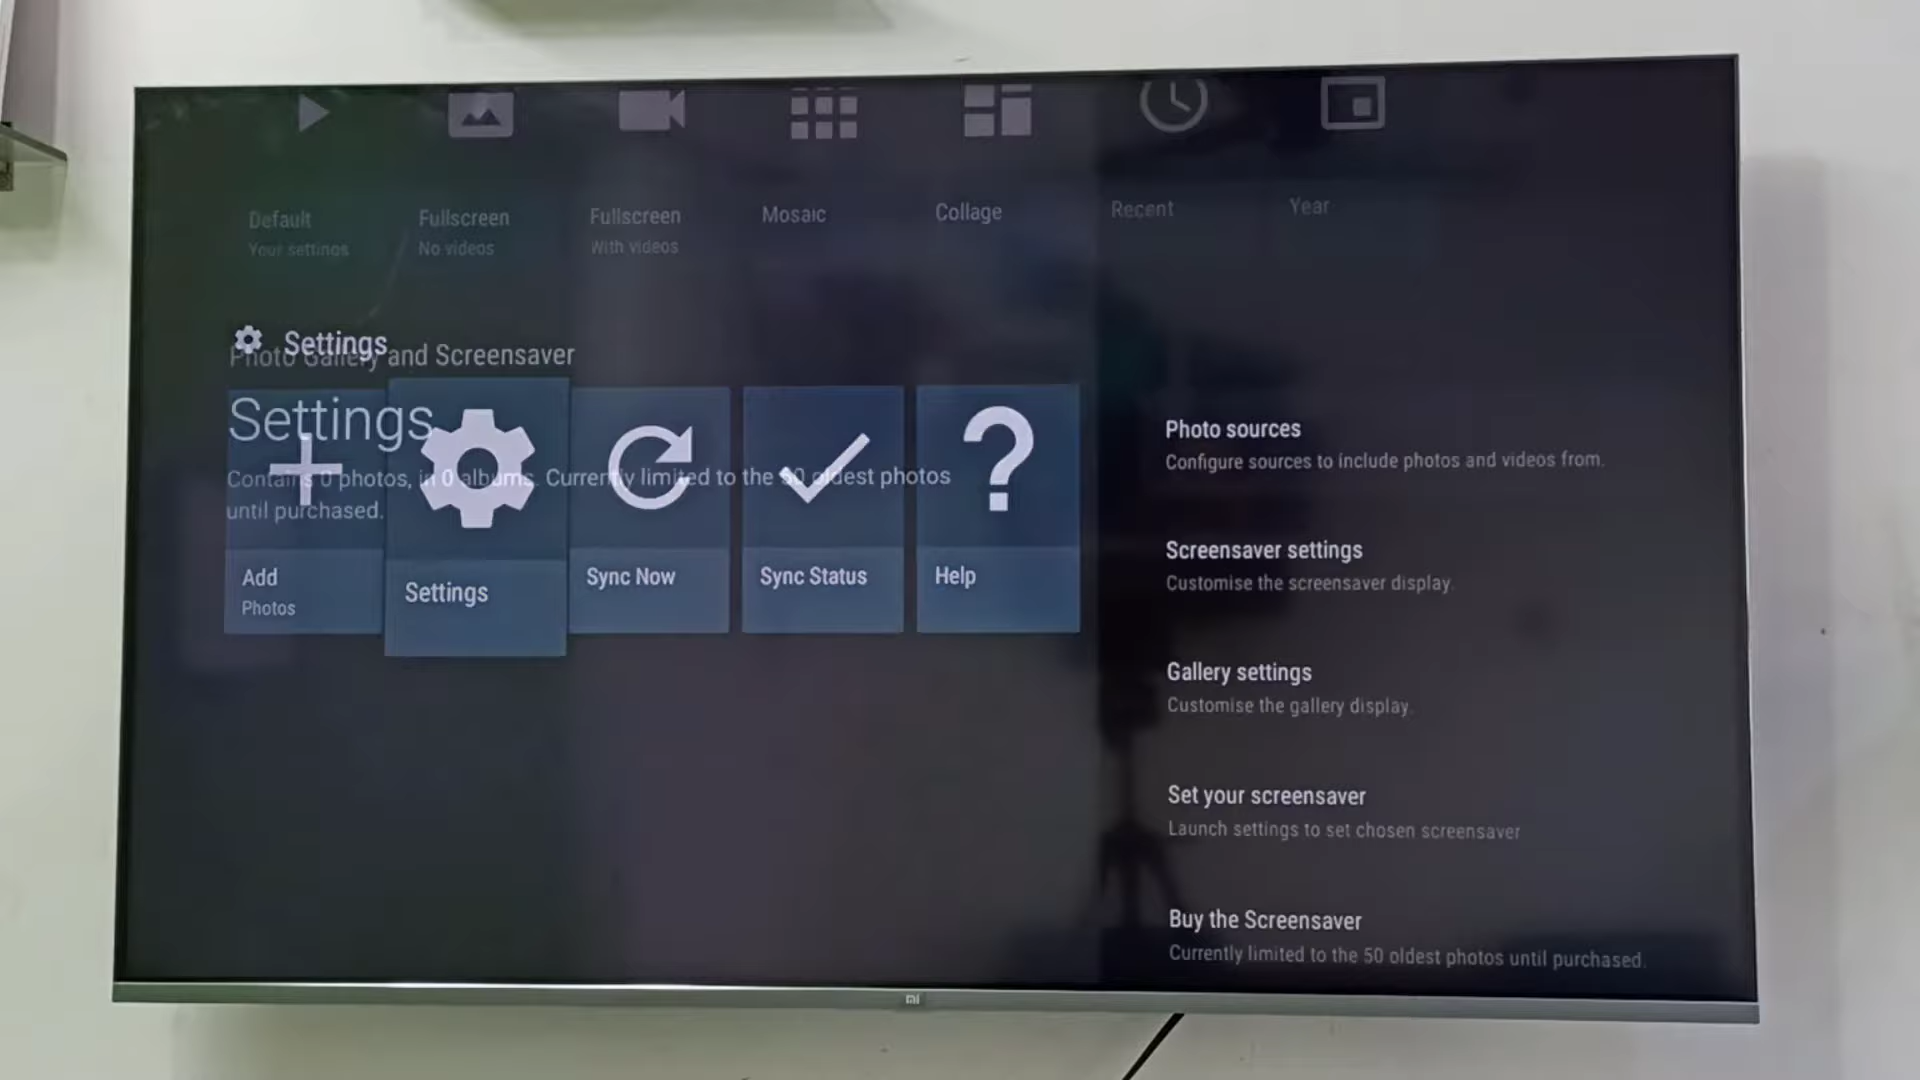 Default
Your settings
Fullscreen
No videos
Fullscreen
With videos
Mosaic
Collage
Recent
Year
Settings
Photo Gallery and Screensaver
Settings
Contains 0 photos, in 0 albums. Currently limited to the 50 oldest photos
until purchased.
Add
Photos
Settings
Sync Now
Sync Status
Help
Photo sources
Configure sources to include photos and videos from.
Screensaver settings
Customise the screensaver display.
Gallery settings
Customise the gallery display.
Set your screensaver
Launch settings to set chosen screensaver
Buy the Screensaver
Currently limited to the 50 oldest photos until purchased.
mi